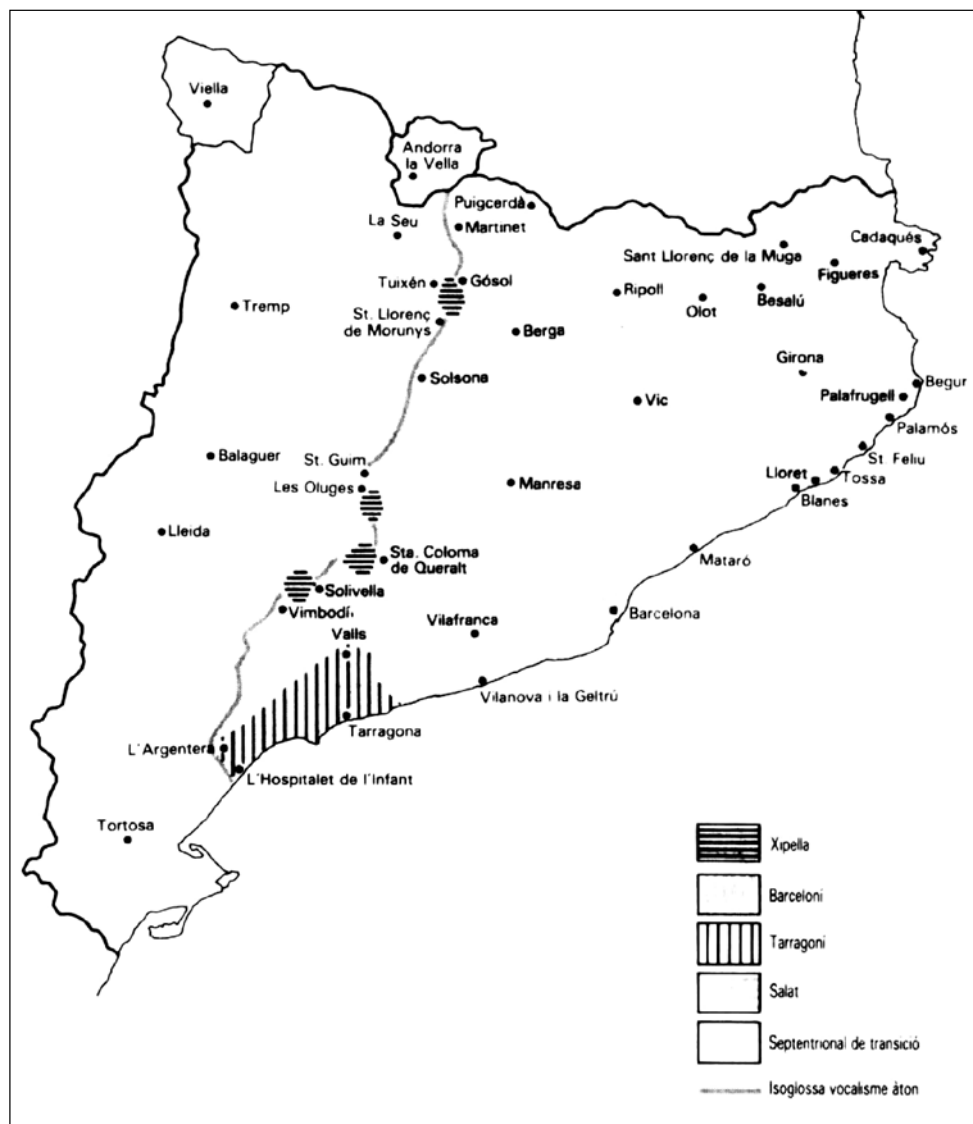 Viella
Andorra
la Vella
Puigcerdà
Martinet
La Seu
Cadaqués
Sant Llorenç de la Muga
Figueres
Tuixén
Gósol
Ripoll
Besalú
Olot
Tremp
St. Llorenç
de Morunys
Berga
Girona
Solsona
Begur
Palafrugell
Vic
Palamós
Balaguer
St. Guim
St. Feliu
Les Oluges
Manresa
Lloret
Tossa
Blanes
Lleida
Sta. Coloma
de Queralt
Mataró
Solivella
Vimbodí
Barcelona
Vilafranca
Valls
Vilanova i la Geltrú
Tarragona
L'Argentera
L'Hospitalet de l'Infant
Tortosa
Xipella
Barceloni
Tarragoni
Salat
Septentrional de transició
Isoglossa vocalisme àton